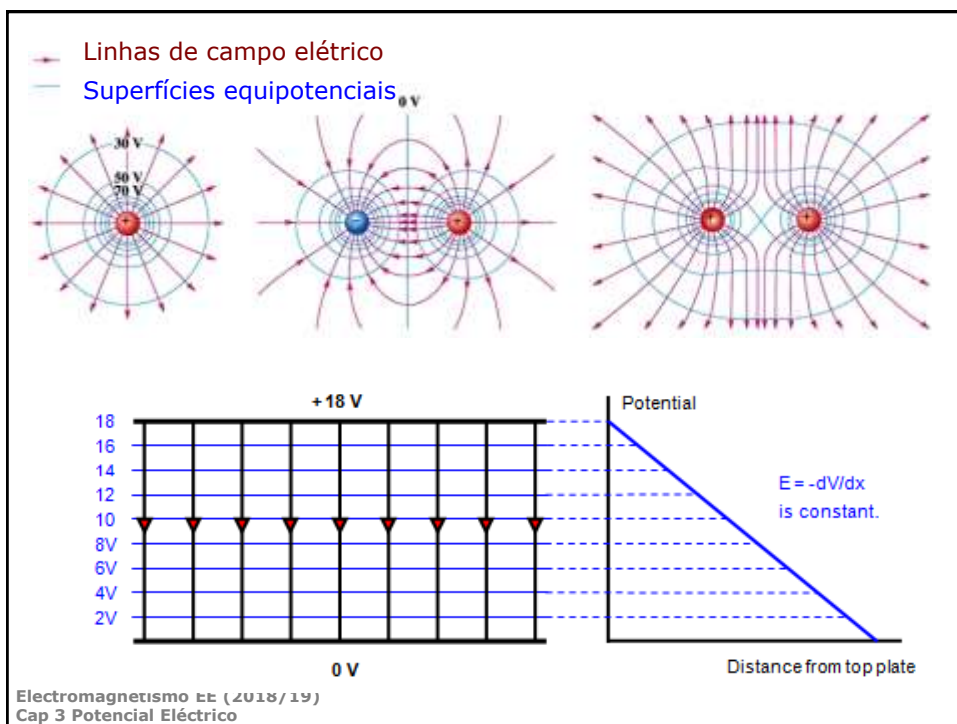 Linhas de campo elétrico
Superfícies equipotenciais
0 V
30 V
50 V
70 V
+
−
+
+
+
+ 18 V
18
16
14
12
10
8V
6V
4V
2V
0 V
Potential
E = -dV/dx
is constant.
Distance from top plate
Electromagnetismo EE (2018/19)
Cap 3 Potencial Eléctrico